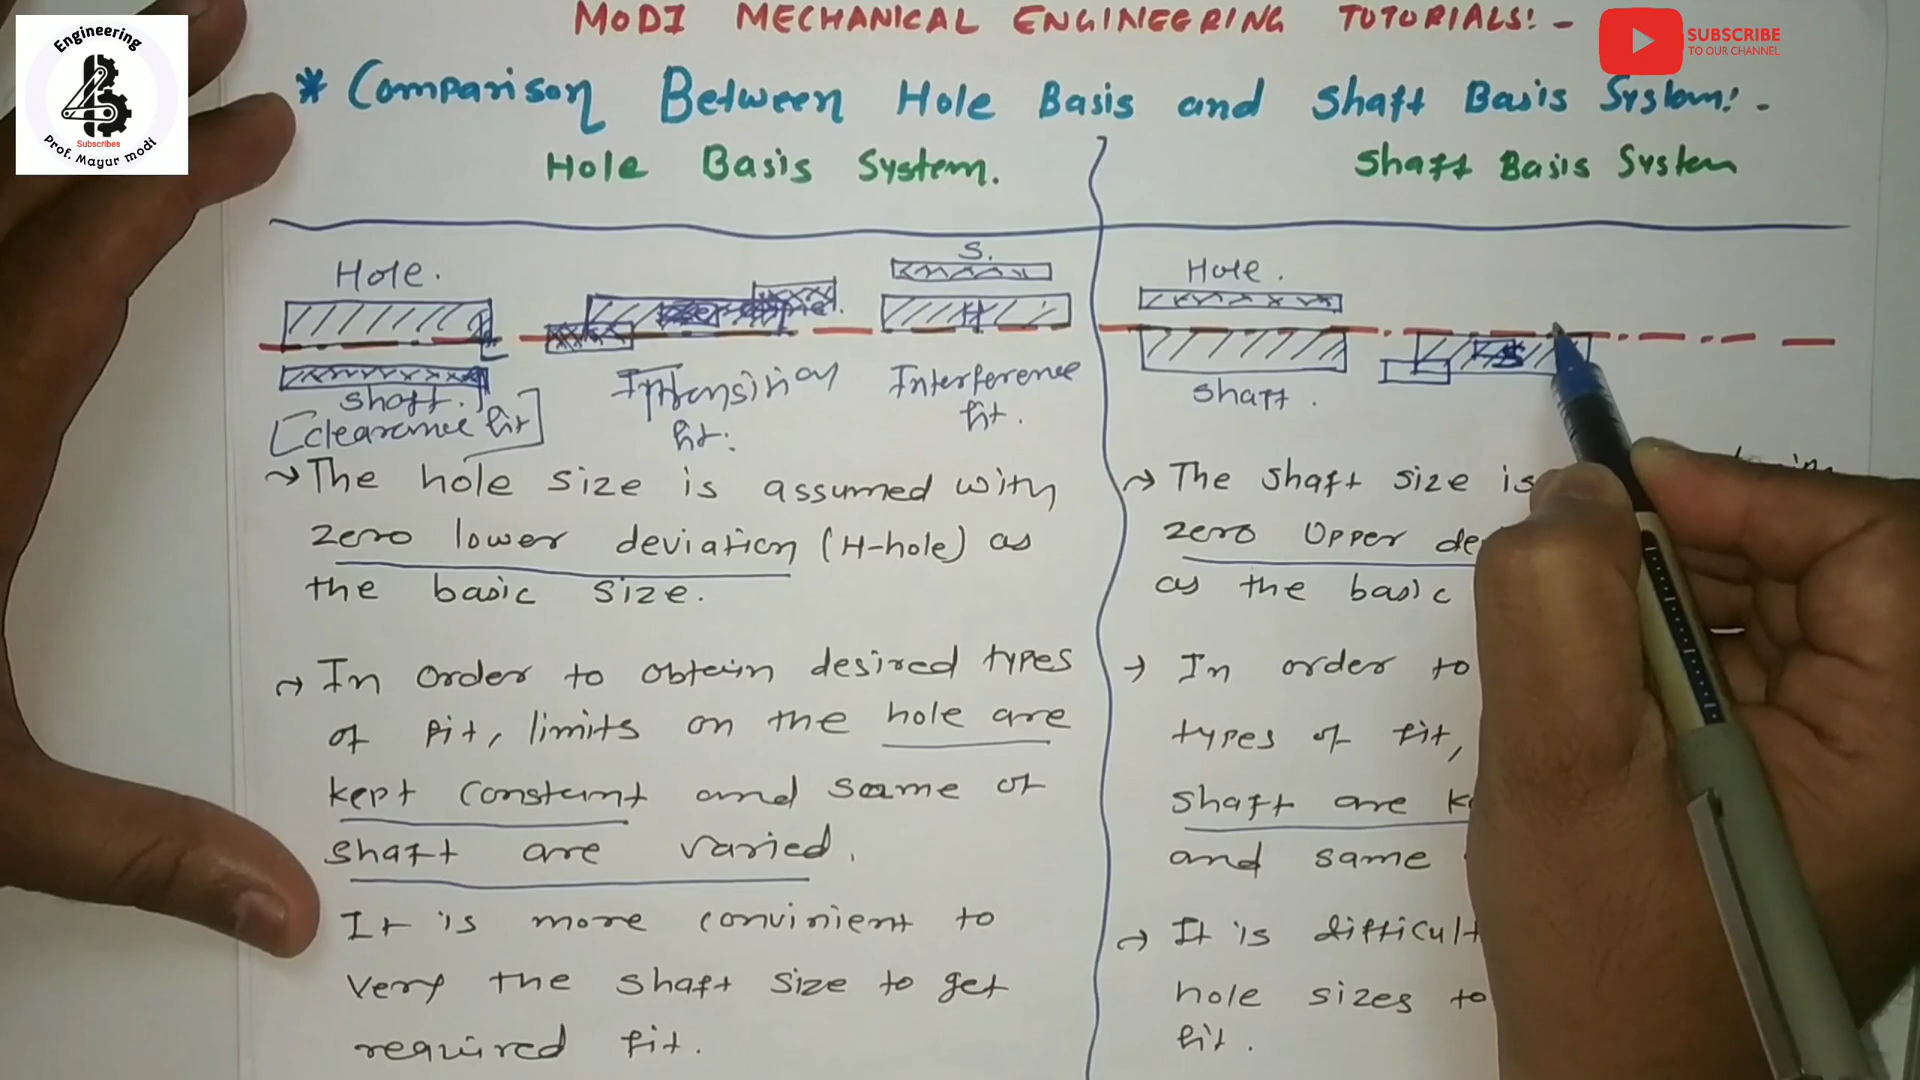 MODI MECHANICAL ENGINEERING TUTORIALS:-
SUBSCRIBE
TO OUR CHANNEL
Engineering
Subscribes
Prof. Mayur modi
* Comparison Between Hole Basis and Shaft Basis System:-
Hole Basis System.
Shaft Basis System
Hole.
shaft.
[clearance fit]
fit.
S.
H
Interference
fit.
Hole.
S
Shaft.
→ The hole size is assumed with
zero lower deviation (H-hole) as
the basic size.
→ In order to obtain desired types
of fit, limits on the hole are
kept constant and same of
shaft are varied.
It is more convinient to
very the shaft size to get
required fit.
→ The shaft size is
zero Upper de
as the basic
→ In order to
types of fit,
shaft are k
and same
→ It is difficult
hole sizes to
fit.